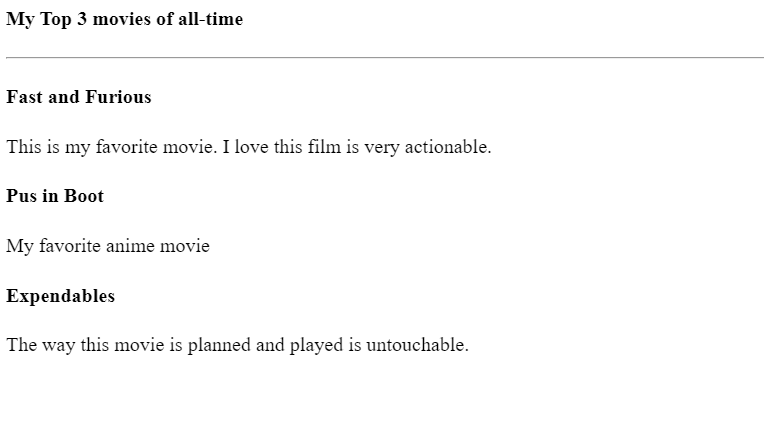 My Top 3 movies of all-time
Fast and Furious
This is my favorite movie. I love this film is very actionable.
Pus in Boot
My favorite anime movie
Expendables
The way this movie is planned and played is untouchable.